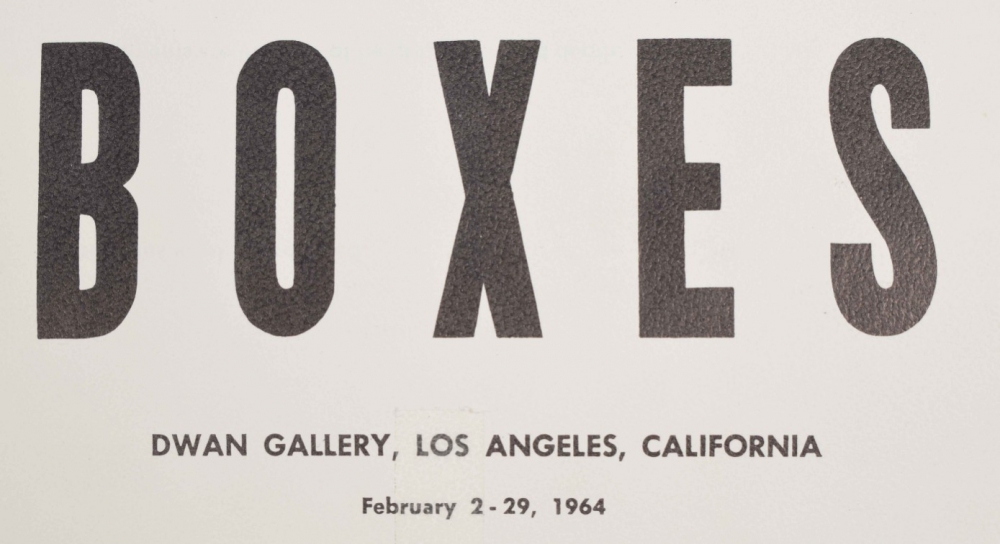 BOXES
DWAN GALLERY, LOS ANGELES, CALIFORNIA
February 2-29, 1964